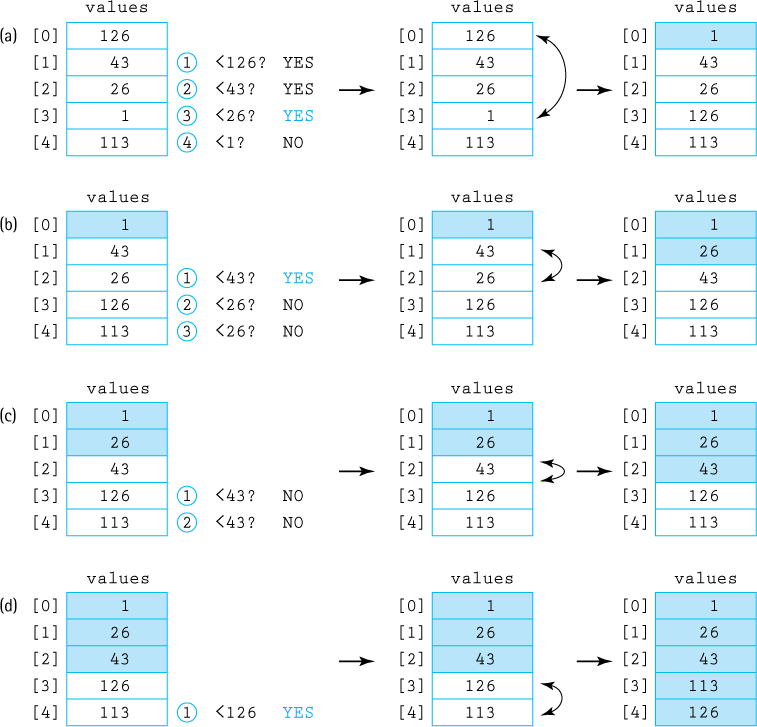 values values values
(a) [0] 126 [0] 126 [0] 1
[1] 43 1 <126? YES [1] 43 [1] 43
[2] 26 2 <43? YES [2] 26 [2] 26
[3] 1 3 <26? YES [3] 1 [3] 126
[4] 113 4 <1? NO [4] 113 [4] 113
values values values
(b) [0] 1 [0] 1 [0] 1
[1] 43 [1] 43 [1] 26
[2] 26 1 <43? YES [2] 26 [2] 43
[3] 126 2 <26? NO [3] 126 [3] 126
[4] 113 3 <26? NO [4] 113 [4] 113
values values values
(c) [0] 1 [0] 1 [0] 1
[1] 26 [1] 26 [1] 26
[2] 43 [2] 43 [2] 43
[3] 126 1 <43? NO [3] 126 [3] 126
[4] 113 2 <43? NO [4] 113 [4] 113
values values values
(d) [0] 1 [0] 1 [0] 1
[1] 26 [1] 26 [1] 26
[2] 43 [2] 43 [2] 43
[3] 126 [3] 126 [3] 113
[4] 113 1 <126 YES [4] 113 [4] 126